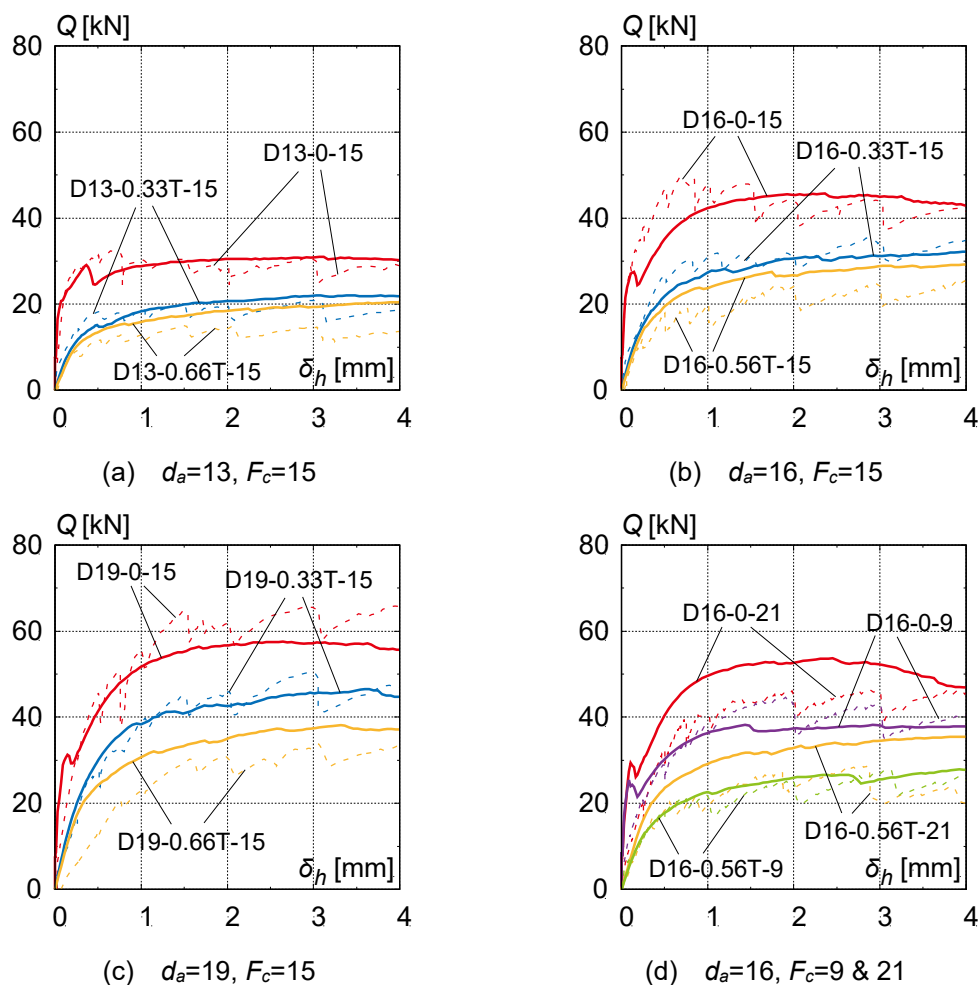 Q [kN]
80
60
40
20
0
D13-0-15
D13-0.33T-15
D13-0.66T-15
δh [mm]
0 1 2 3 4
(a) da=13, Fc=15
Q [kN]
80
60
40
20
0
D16-0-15
D16-0.33T-15
D16-0.56T-15
δh [mm]
0 1 2 3 4
(b) da=16, Fc=15
Q [kN]
80
60
40
20
0
D19-0-15
D19-0.33T-15
D19-0.66T-15
δh [mm]
0 1 2 3 4
(c) da=19, Fc=15
Q [kN]
80
60
40
20
0
D16-0-21
D16-0-9
D16-0.56T-21
D16-0.56T-9
δh [mm]
0 1 2 3 4
(d) da=16, Fc=9 & 21